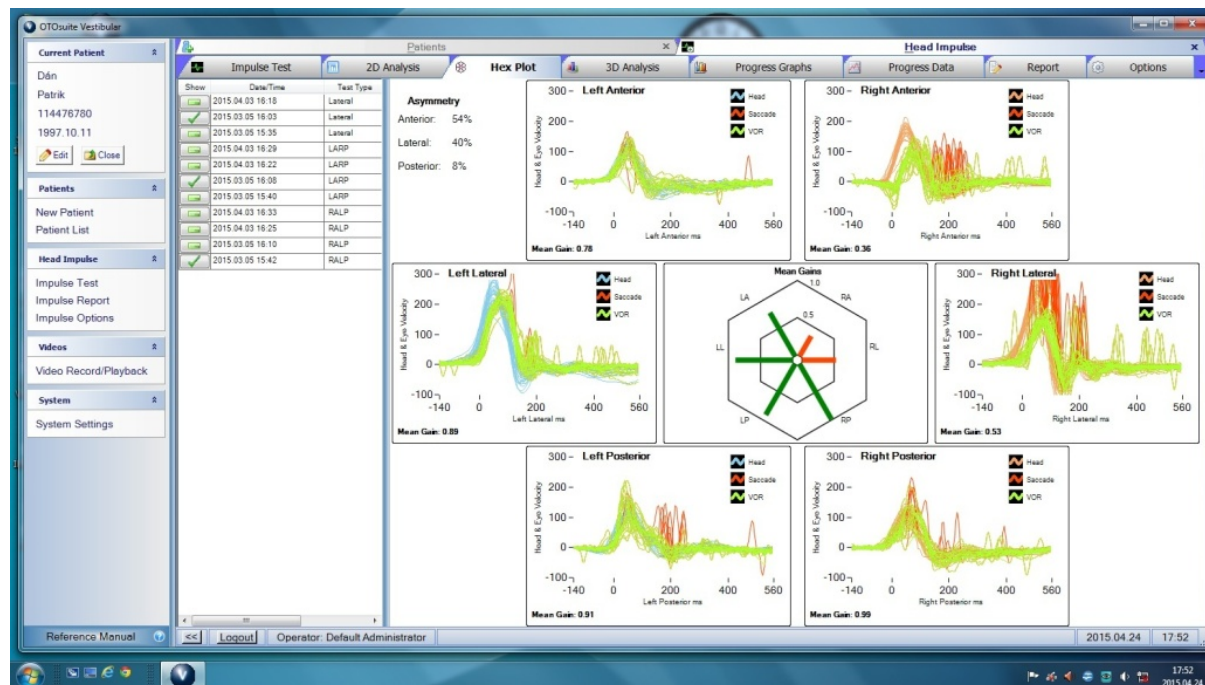 OTOsuite Vestibular
Current Patient
Dán
Patrik
114476780
1997.10.11
Edit Close
Patients
New Patient
Patient List
Head Impulse
Impulse Test
Impulse Report
Impulse Options
Videos
Video Record/Playback
System
System Settings
Reference Manual
Patients
Head Impulse
Impulse Test 2D Analysis Hex Plot 3D Analysis Progress Graphs Progress Data Report Options
Show Date/Time Test Type
2015.04.03 16:18 Lateral
2015.03.05 16:03 Lateral
2015.03.05 15:35 Lateral
2015.04.03 16:29 LARP
2015.04.03 16:22 LARP
2015.03.05 16:08 LARP
2015.03.05 15:40 LARP
2015.04.03 16:33 RALP
2015.04.03 16:25 RALP
2015.03.05 16:10 RALP
2015.03.05 15:42 RALP
Asymmetry
Anterior: 54%
Lateral: 40%
Posterior: 8%
Left Anterior
Head
Saccade
VOR
Head & Eye Velocity
300
200
100
0
-100
-140 0 200 400 560
Left Anterior ms
Mean Gain: 0.78
Right Anterior
Head
Saccade
VOR
Head & Eye Velocity
300
200
100
0
-100
-140 0 200 400 560
Right Anterior ms
Mean Gain: 0.36
Left Lateral
Head
Saccade
VOR
Head & Eye Velocity
300
200
100
0
-100
-140 0 200 400 560
Left Lateral ms
Mean Gain: 0.89
Mean Gains
1.0
LA RA
0.5
LL RL
LP RP
Right Lateral
Head
Saccade
VOR
Head & Eye Velocity
300
200
100
0
-100
-140 0 200 400 560
Right Lateral ms
Mean Gain: 0.53
Left Posterior
Head
Saccade
VOR
Head & Eye Velocity
300
200
100
0
-100
-140 0 200 400 560
Left Posterior ms
Mean Gain: 0.91
Right Posterior
Head
Saccade
VOR
Head & Eye Velocity
300
200
100
0
-100
-140 0 200 400 560
Right Posterior ms
Mean Gain: 0.99
<< Logout Operator: Default Administrator 2015.04.24 17:52
17:52
2015.04.24